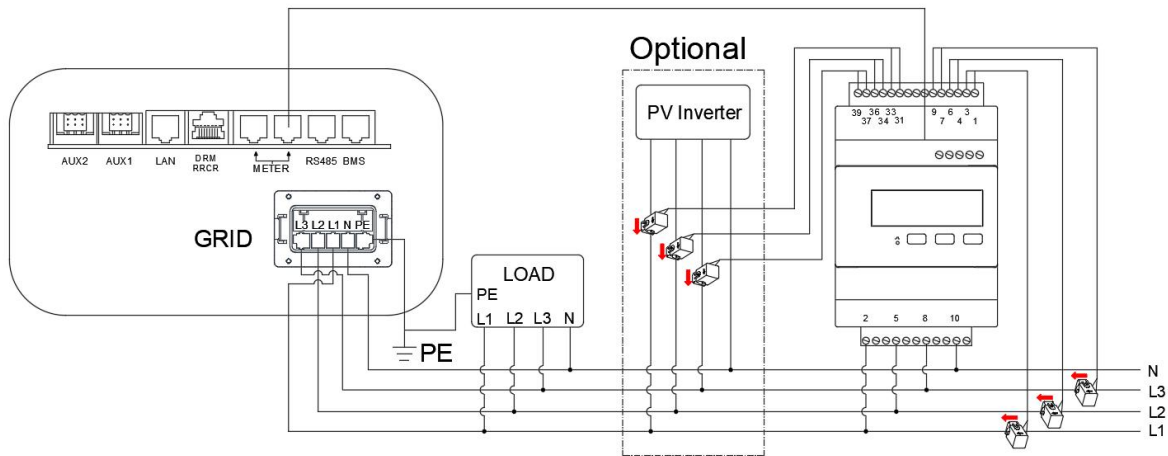 Optional
PV Inverter
39 36 33 9 6 3
37 34 31 7 4 1
AUX2 AUX1 LAN DRM RRCR METER RS485 BMS
L3 L2 L1 N PE
GRID
LOAD
PE
L1 L2 L3 N
PE
2 5 8 10
N
L3
L2
L1